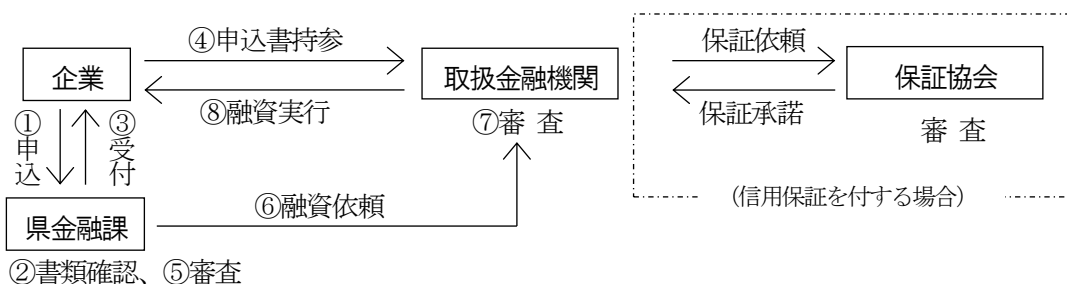 ④申込書持参
保証依頼
企業
取扱金融機関
保証協会
⑧融資実行
保証承諾
⑦審 査
審 査
①申込
③受付
(信用保証を付する場合)
⑥融資依頼
県金融課
②書類確認、⑤審査